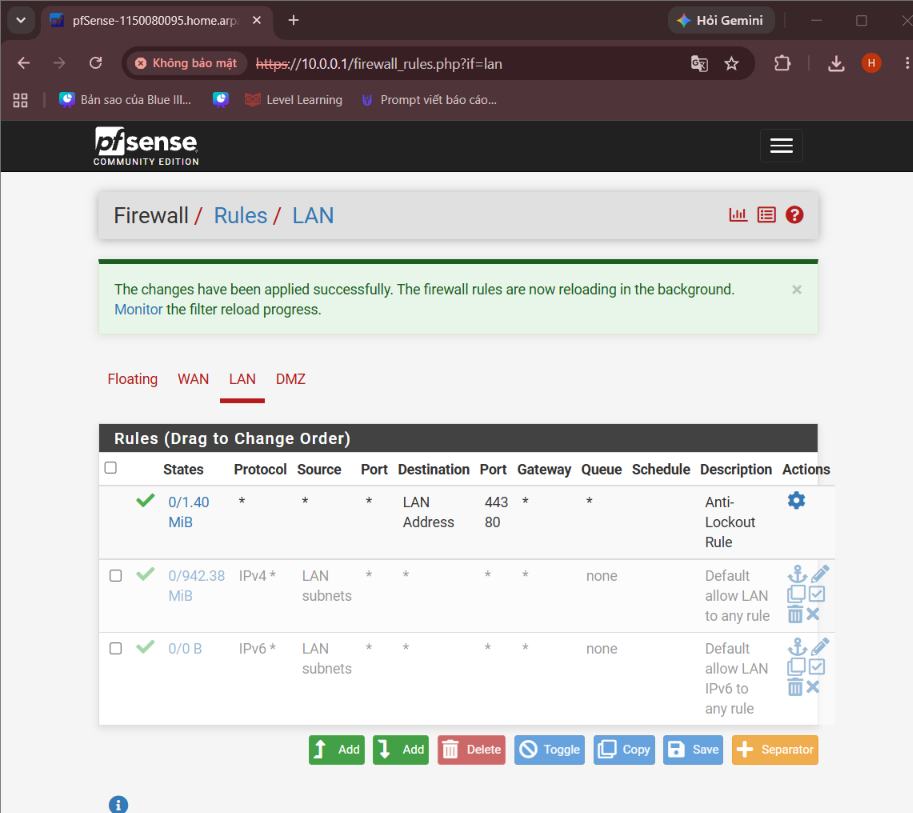 pfSense-1150080095.home.arp
Hỏi Gemini
Không bảo mật
https://10.0.0.1/firewall_rules.php?if=lan
H
Bản sao của Blue Ill...
Level Learning
Prompt viết báo cáo...
pfsense
COMMUNITY EDITION
Firewall / Rules / LAN
The changes have been applied successfully. The firewall rules are now reloading in the background.
Monitor the filter reload progress.
Floating WAN LAN DMZ
Rules (Drag to Change Order)
States Protocol Source Port Destination Port Gateway Queue Schedule Description Actions
0/1.40 * * * LAN 443 * * Anti-
MiB Address 80 Lockout
Rule
0/942.38 IPv4 * LAN * * * * none Default
MiB subnets allow LAN
to any rule
0/0 B IPv6 * LAN * * * * none Default
subnets allow LAN
IPv6 to
any rule
Add Add Delete Toggle Copy Save Separator